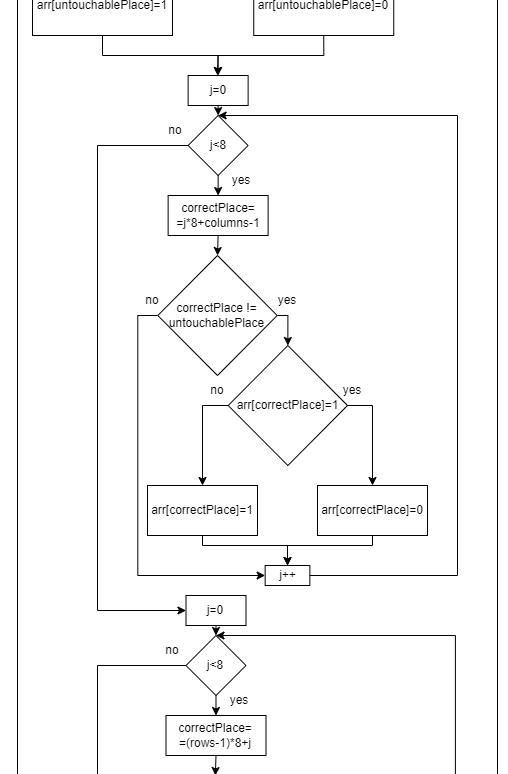 arr[untouchablePlace]=1
arr[untouchablePlace]=0
j=0
no
j<8
yes
correctPlace=
=j*8+columns-1
no
yes
correctPlace !=
untouchablePlace
no
yes
arr[correctPlace]=1
arr[correctPlace]=1
arr[correctPlace]=0
j++
j=0
no
j<8
yes
correctPlace=
=(rows-1)*8+j